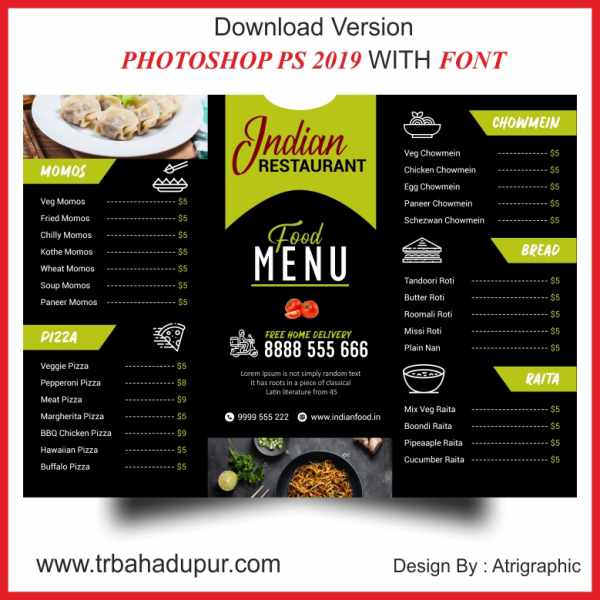 Download Version
PHOTOSHOP PS 2019 WITH FONT
MOMOS
Veg Momos $5
Fried Momos $5
Chilly Momos $5
Kothe Momos $5
Wheat Momos $5
Soup Momos $5
Paneer Momos $5
PIZZA
Veggie Pizza $5
Pepperoni Pizza $8
Meat Pizza $9
Margherita Pizza $5
BBQ Chicken Pizza $9
Hawaiian Pizza $5
Buffalo Pizza $5
Indian
RESTAURANT
Food
MENU
FREE HOME DELIVERY
8888 555 666
Lorem Ipsum is not simply random text
It has roots in a piece of classical
Latin literature from 45
9999 555 222 www.indianfood.in
CHOWMEIN
Veg Chowmein $5
Chicken Chowmein $5
Egg Chowmein $5
Paneer Chowmein $5
Schezwan Chowmein $5
BREAD
Tandoori Roti $5
Butter Roti $5
Roomali Roti $5
Missi Roti $5
Plain Nan $5
RAITA
Mix Veg Raita $5
Boondi Raita $5
Pipeaaple Raita $5
Cucumber Raita $5
www.trbahadupur.com
Design By : Atrigraphic